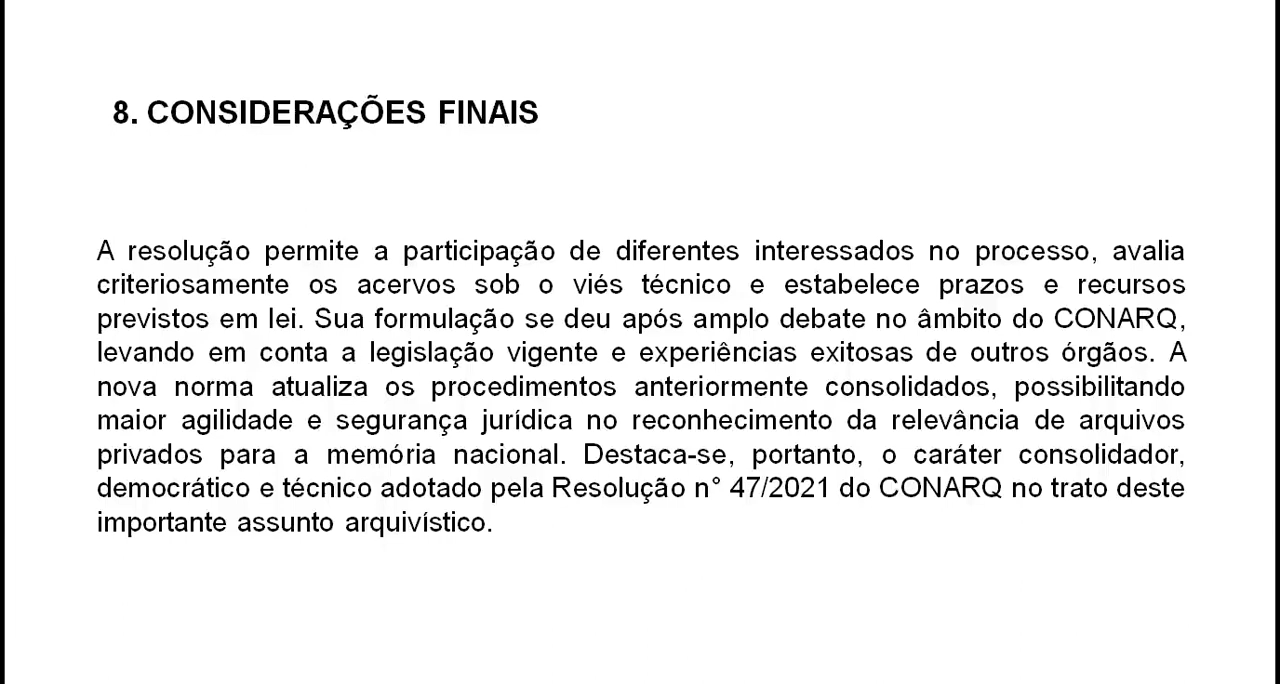 8. CONSIDERAÇÕES FINAIS
A resolução permite a participação de diferentes interessados no processo, avalia
criteriosamente os acervos sob o viés técnico e estabelece prazos e recursos
previstos em lei. Sua formulação se deu após amplo debate no âmbito do CONARQ,
levando em conta a legislação vigente e experiências exitosas de outros órgãos. A
nova norma atualiza os procedimentos anteriormente consolidados, possibilitando
maior agilidade e segurança jurídica no reconhecimento da relevância de arquivos
privados para a memória nacional. Destaca-se, portanto, o caráter consolidador,
democrático e técnico adotado pela Resolução n° 47/2021 do CONARQ no trato deste
importante assunto arquivístico.